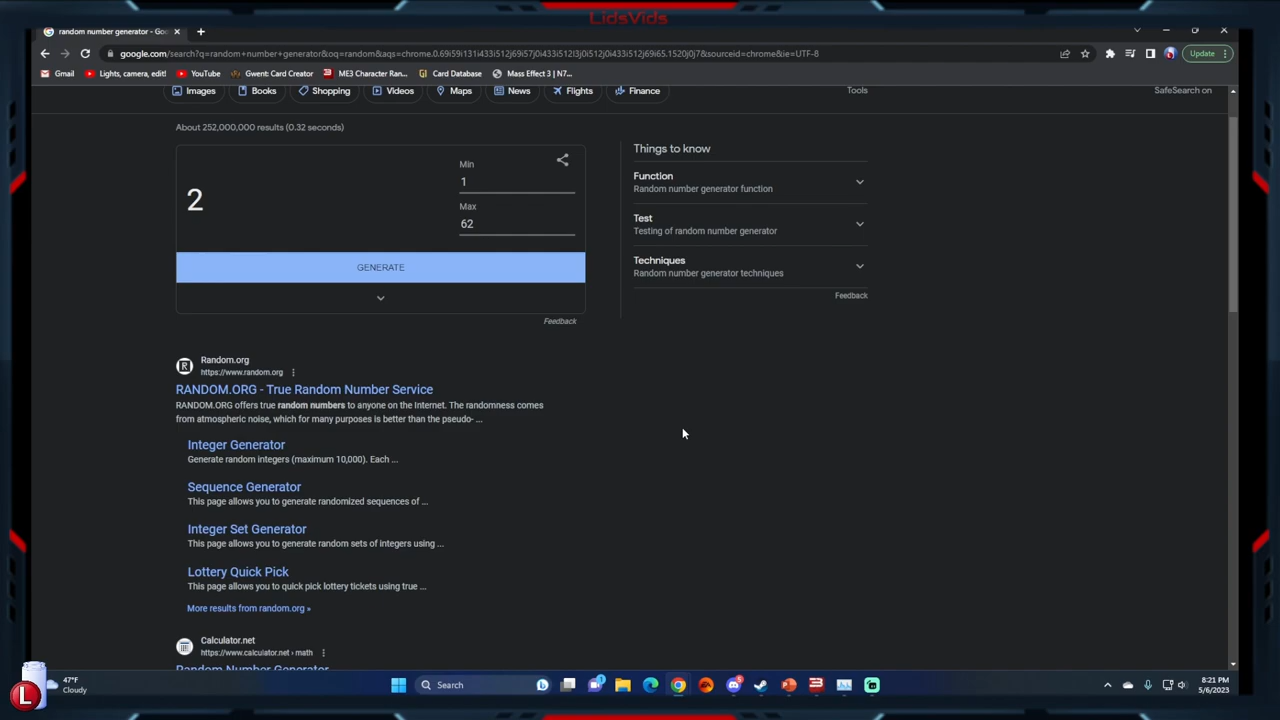 LidsVids
random number generator - Goo
google.com/search?q=random+number+generator&oq=random&aqs=chrome.0.69i59i131i433i512j69i57j0i433i512l3j0i512j0i433i512j69i65.1520j0j7&sourceid=chrome&ie=UTF-8
Update
Gmail
Lights, camera, edit!
YouTube
Gwent: Card Creator
ME3 Character Ran...
Card Database
Mass Effect 3 | N7...
Images
Books
Shopping
Videos
Maps
News
Flights
Finance
Tools
SafeSearch on
About 252,000,000 results (0.32 seconds)
2
Min
1
Max
62
GENERATE
Feedback
Things to know
Function
Random number generator function
Test
Testing of random number generator
Techniques
Random number generator techniques
Feedback
Random.org
https://www.random.org
RANDOM.ORG - True Random Number Service
RANDOM.ORG offers true random numbers to anyone on the Internet. The randomness comes
from atmospheric noise, which for many purposes is better than the pseudo- ...
Integer Generator
Generate random integers (maximum 10,000). Each ...
Sequence Generator
This page allows you to generate randomized sequences of ...
Integer Set Generator
This page allows you to generate random sets of integers using ...
Lottery Quick Pick
This page allows you to quick pick lottery tickets using true ...
More results from random.org »
Calculator.net
https://www.calculator.net › math
Random Number Generator
L
47°F
Cloudy
Search
8:21 PM
5/6/2023